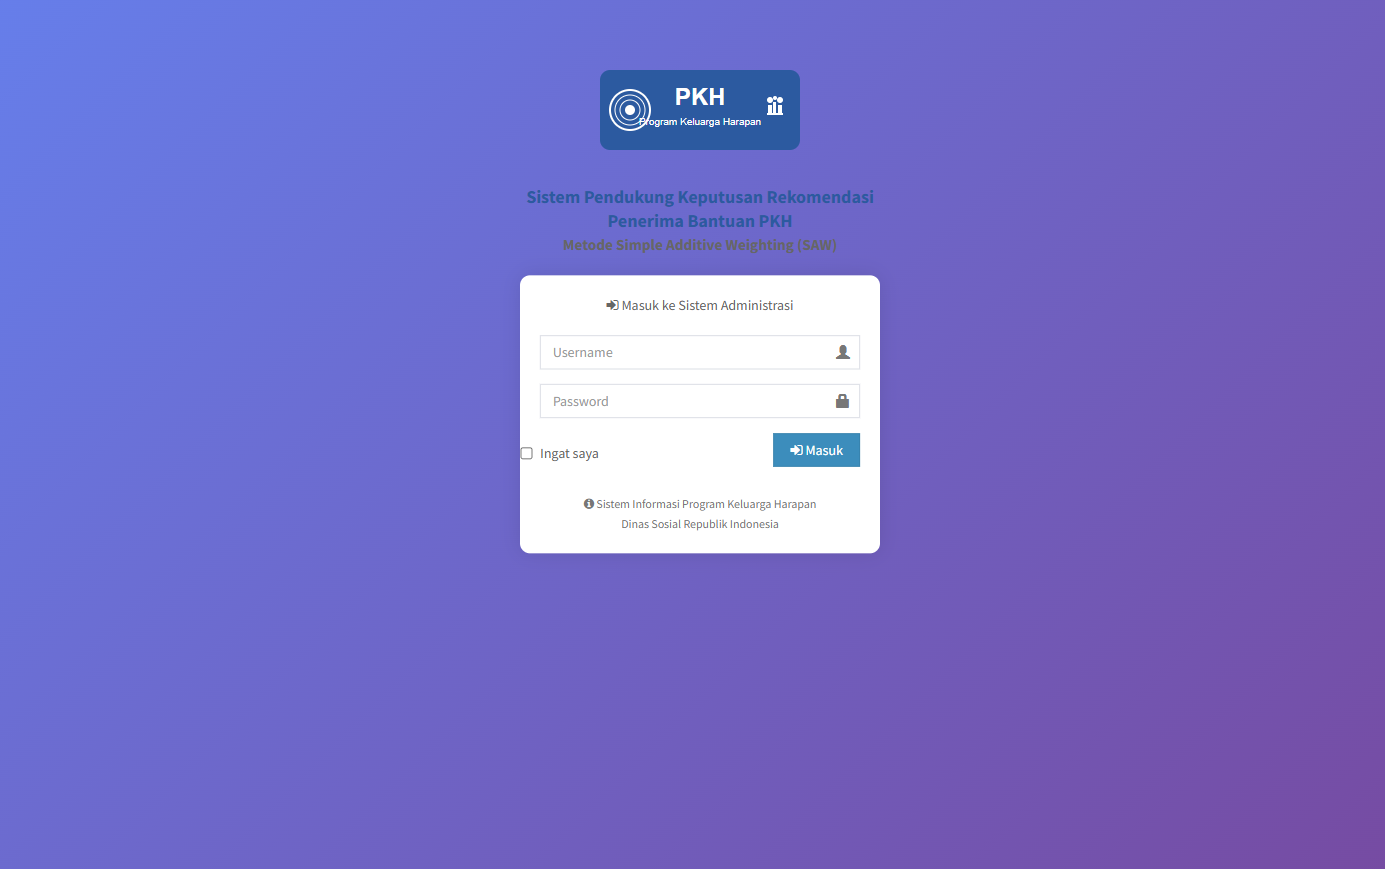 PKH
Program Keluarga Harapan
Sistem Pendukung Keputusan Rekomendasi
Penerima Bantuan PKH
Metode Simple Additive Weighting (SAW)
Masuk ke Sistem Administrasi
Username
Password
Ingat saya
Masuk
Sistem Informasi Program Keluarga Harapan
Dinas Sosial Republik Indonesia